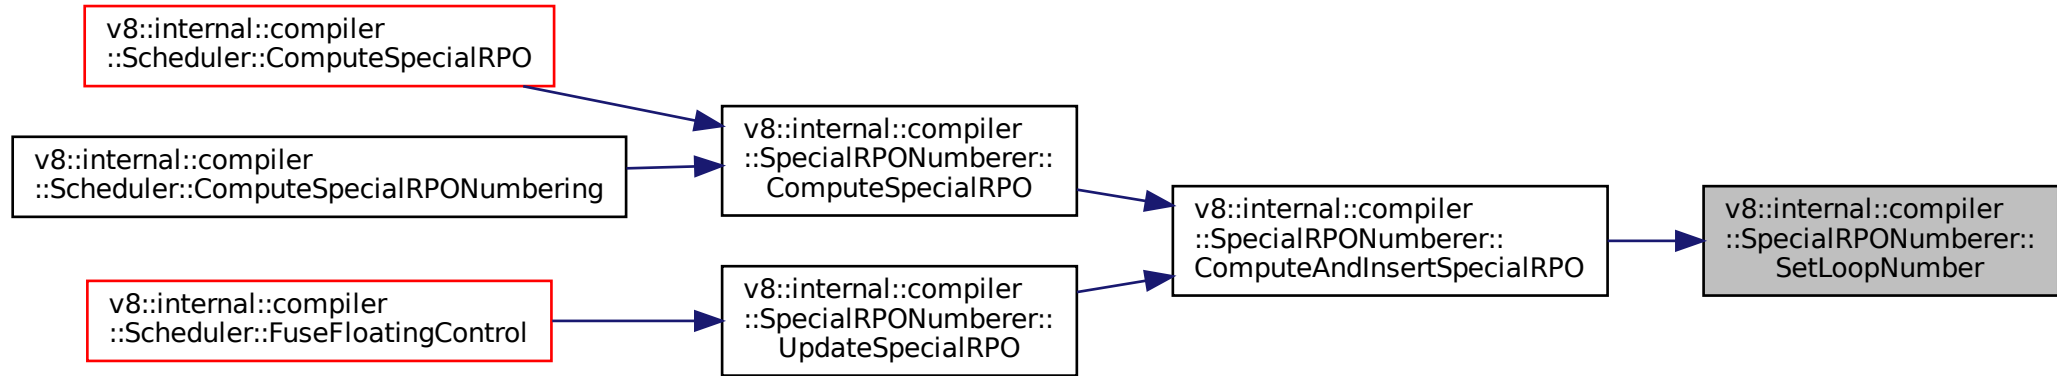 v8::internal::compiler
::Scheduler::ComputeSpecialRPO
v8::internal::compiler
::Scheduler::ComputeSpecialRPONumbering
v8::internal::compiler
::Scheduler::FuseFloatingControl
v8::internal::compiler
::SpecialRPONumberer::
ComputeSpecialRPO
v8::internal::compiler
::SpecialRPONumberer::
UpdateSpecialRPO
v8::internal::compiler
::SpecialRPONumberer::
ComputeAndInsertSpecialRPO
v8::internal::compiler
::SpecialRPONumberer::
SetLoopNumber